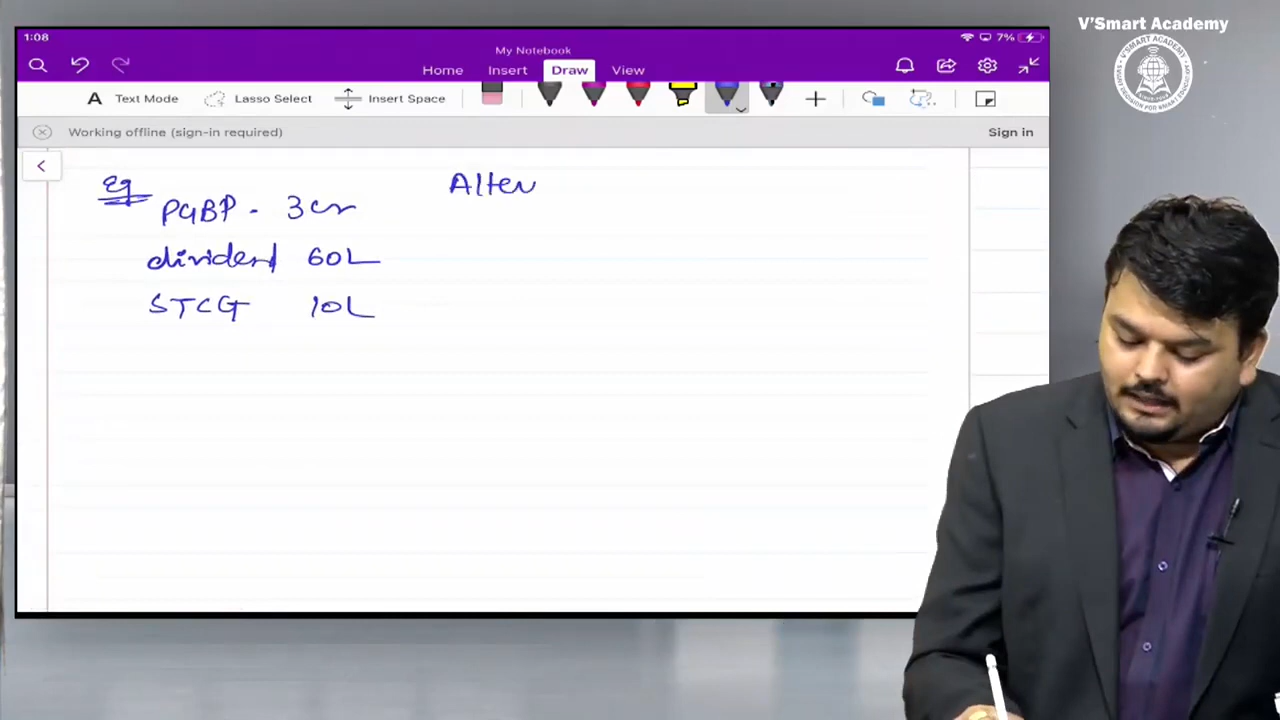 V'Smart Academy
1:08
7%
My Notebook
Home Insert Draw View
Text Mode Lasso Select Insert Space
Working offline (sign-in required) Sign in
Eg
PGBP - 3cr
dividend 60L
STCG 10L
Alter